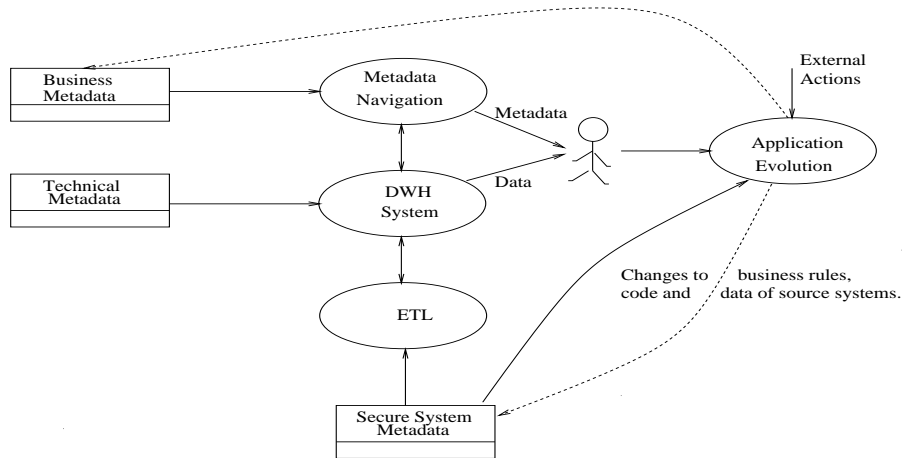 Business
Metadata
Metadata
Navigation
External
Actions
Metadata
Application
Evolution
Technical
Metadata
DWH
System
Data
Changes to business rules,
code and data of source systems.
ETL
Secure System
Metadata